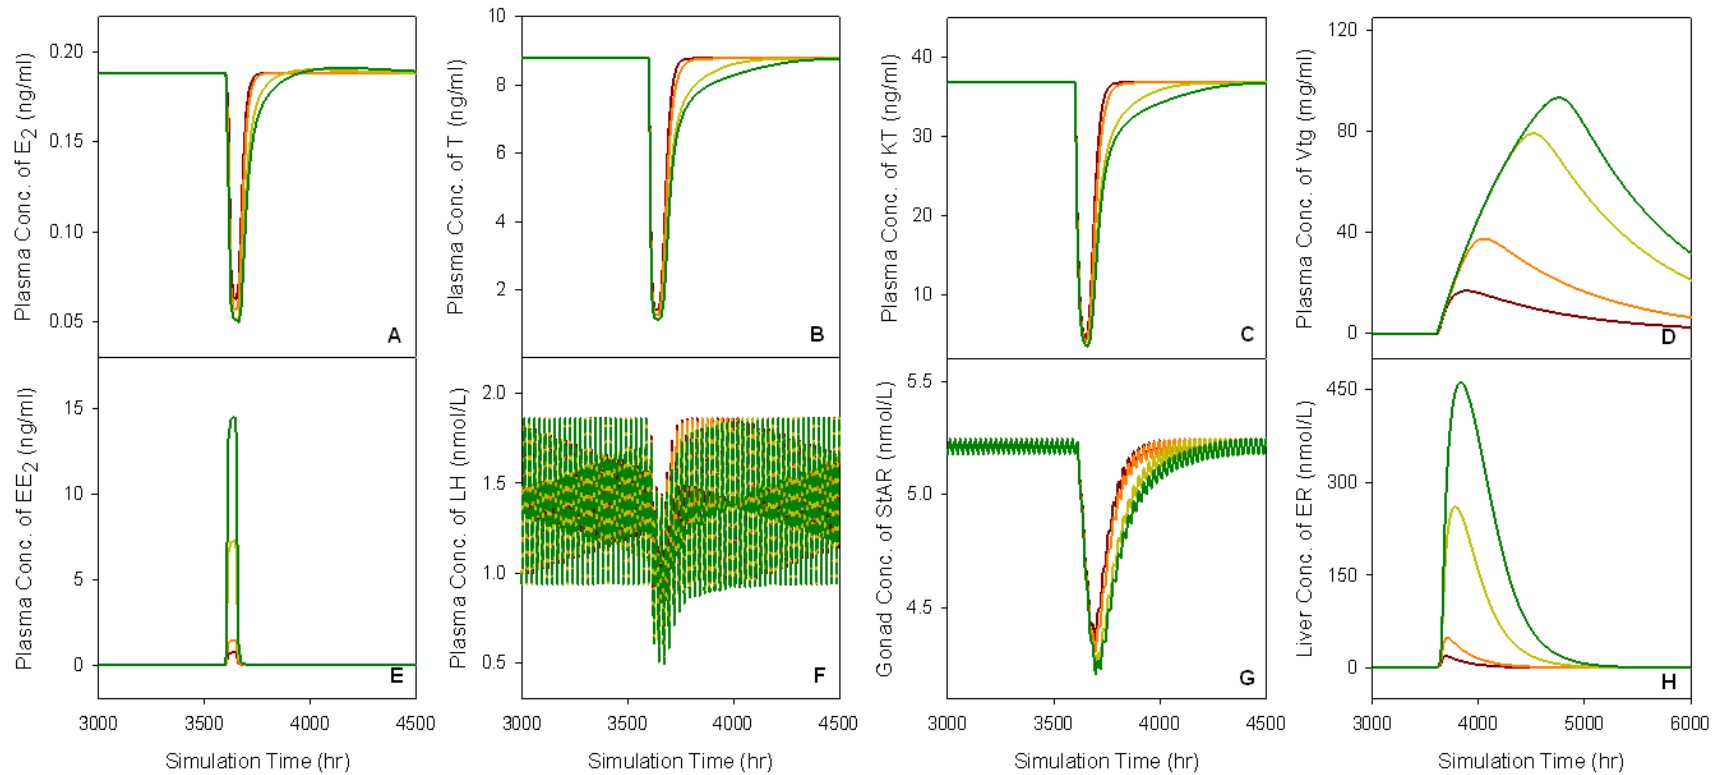 Plasma Conc. of E2 (ng/ml)
0.20
0.15
0.10
0.05
A
Plasma Conc. of T (ng/ml)
10
8
6
4
2
B
Plasma Conc. of KT (ng/ml)
40
30
20
10
C
Plasma Conc. of Vtg (mg/ml)
120
80
40
0
D
Plasma Conc. of EE2 (ng/ml)
15
10
5
0
E
3000 3500 4000 4500
Simulation Time (hr)
Plasma Conc. of LH (nmol/L)
2.0
1.5
1.0
0.5
F
3000 3500 4000 4500
Simulation Time (hr)
Gonad Conc. of StAR (nmol/L)
5.5
5.0
4.5
G
3000 3500 4000 4500
Simulation Time (hr)
Liver Conc. of ER (nmol/L)
450
300
150
0
H
3000 4000 5000 6000
Simulation Time (hr)